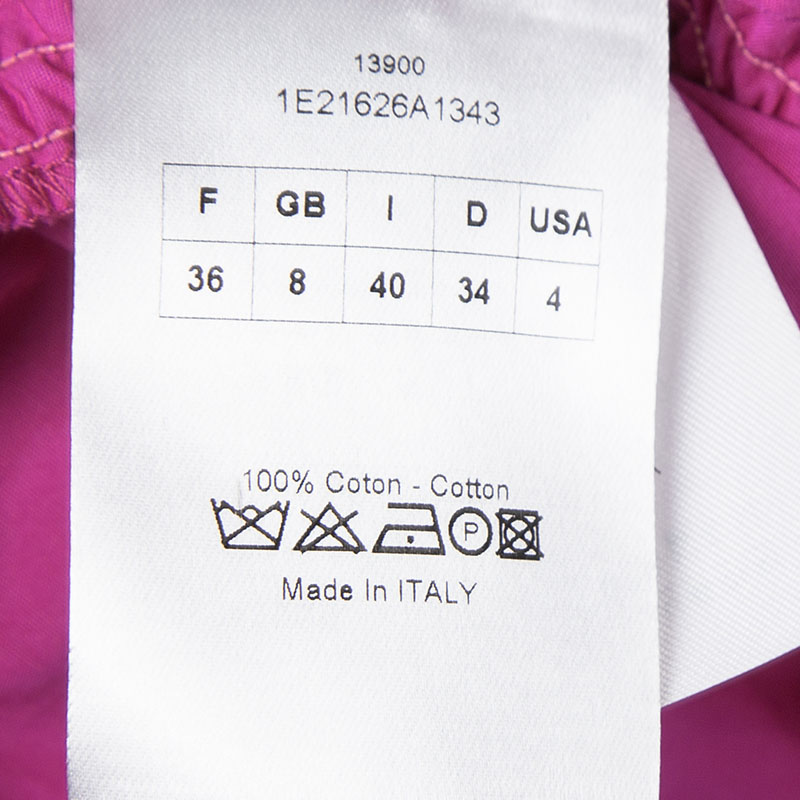 13900
1E21626A1343
F GB I D USA
36 8 40 34 4
100% Coton - Cotton
P
Made In ITALY